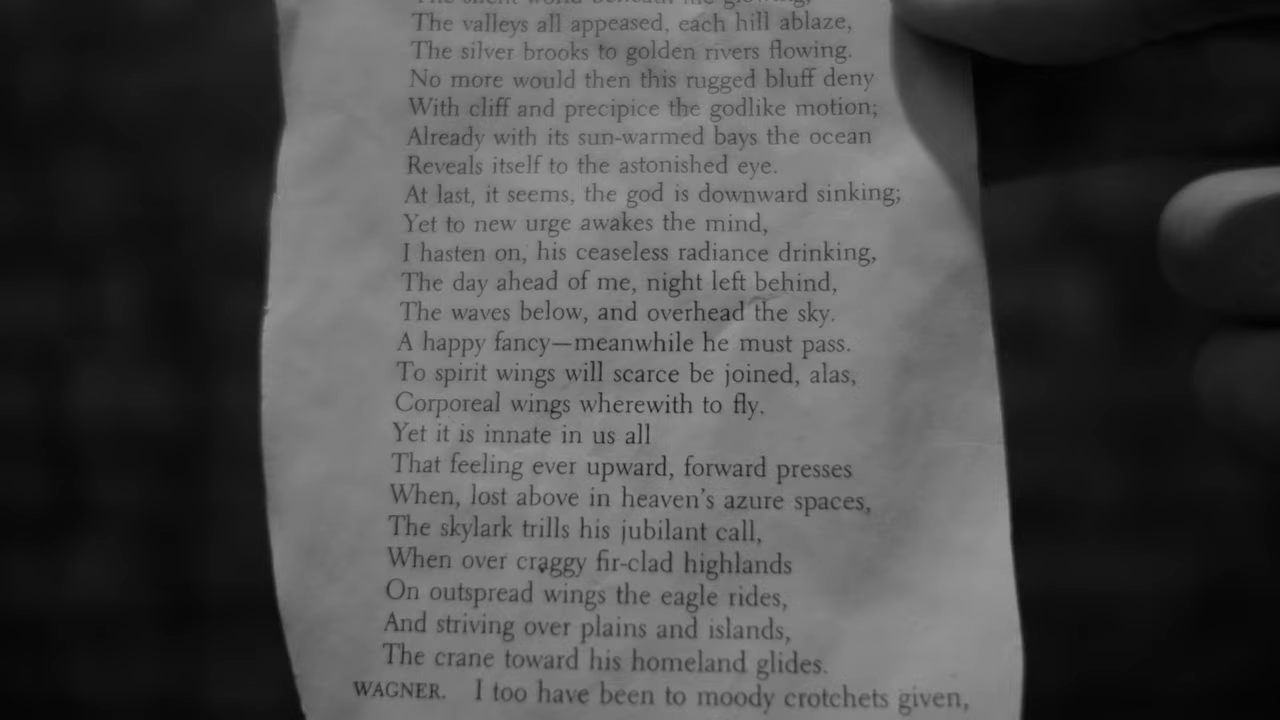 The silent world beneath me glowing,
The valleys all appeased, each hill ablaze,
The silver brooks to golden rivers flowing.
No more would then this rugged bluff deny
With cliff and precipice the godlike motion;
Already with its sun-warmed bays the ocean
Reveals itself to the astonished eye.
At last, it seems, the god is downward sinking;
Yet to new urge awakes the mind,
I hasten on, his ceaseless radiance drinking,
The day ahead of me, night left behind,
The waves below, and overhead the sky.
A happy fancy—meanwhile he must pass.
To spirit wings will scarce be joined, alas,
Corporeal wings wherewith to fly.
Yet it is innate in us all
That feeling ever upward, forward presses
When, lost above in heaven's azure spaces,
The skylark trills his jubilant call,
When over craggy fir-clad highlands
On outspread wings the eagle rides,
And striving over plains and islands,
The crane toward his homeland glides.
WAGNER. I too have been to moody crotchets given,